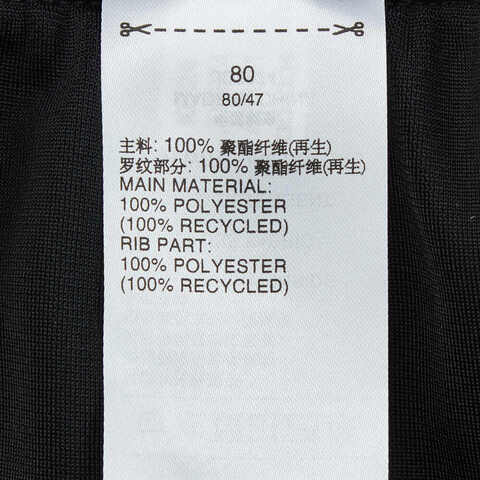 80
80/47
主料: 100% 聚酯纤维(再生)
罗纹部分: 100% 聚酯纤维(再生)
MAIN MATERIAL:
100% POLYESTER
(100% RECYCLED)
RIB PART:
100% POLYESTER
(100% RECYCLED)